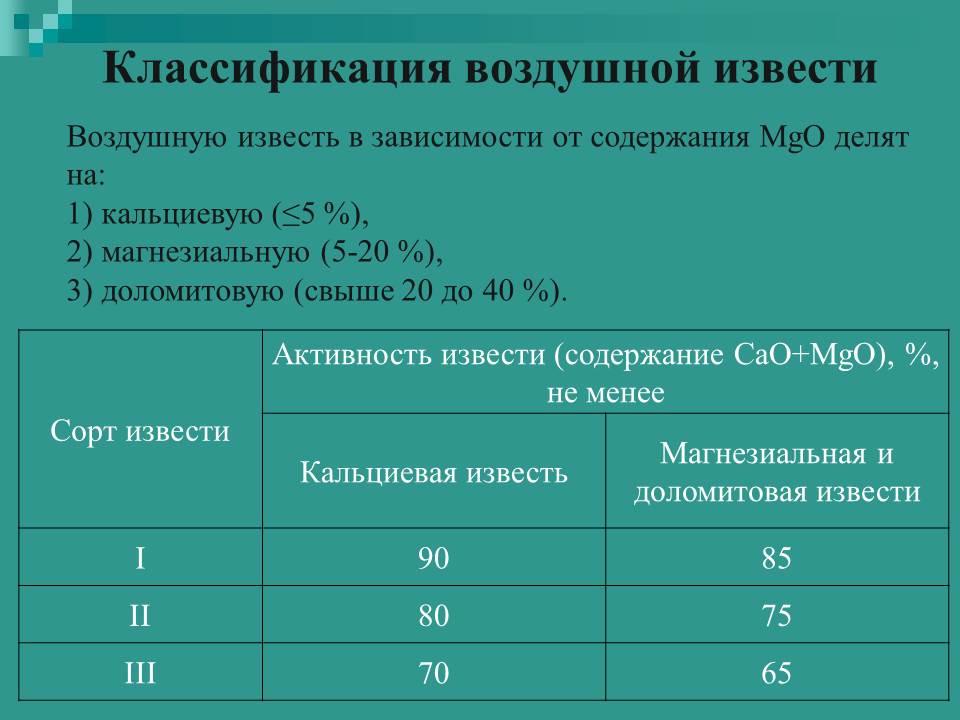 Классификация воздушной извести
Воздушную известь в зависимости от содержания MgO делят
на:
1) кальциевую (≤5 %),
2) магнезиальную (5-20 %),
3) доломитовую (свыше 20 до 40 %).
Сорт извести
Активность извести (содержание CaO+MgO), %,
не менее
Кальциевая известь
Магнезиальная и
доломитовая извести
I 90 85
II 80 75
III 70 65